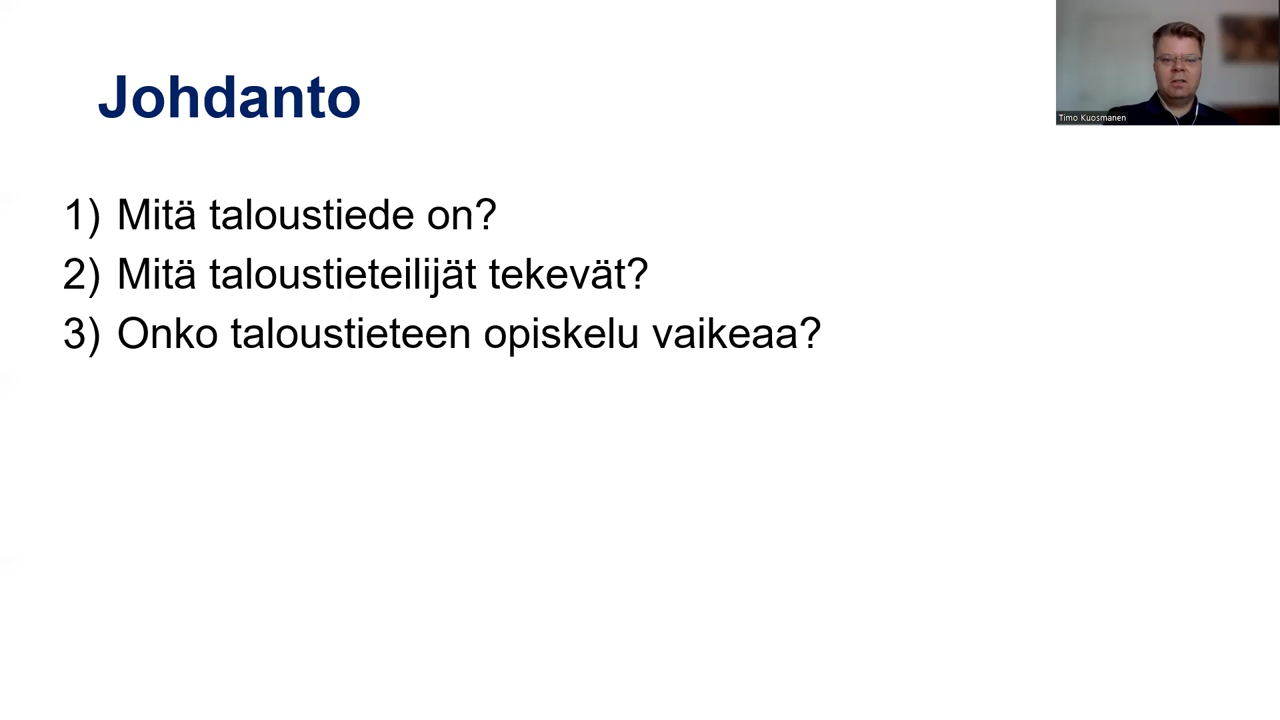 Johdanto
Timo Kuosmanen
1) Mitä taloustiede on?
2) Mitä taloustieteilijät tekevät?
3) Onko taloustieteen opiskelu vaikeaa?